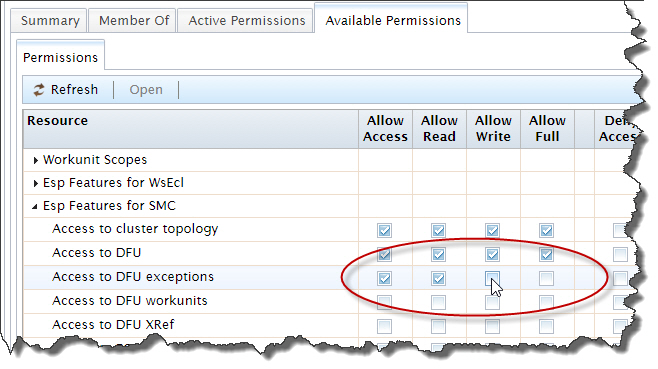 Summary Member Of Active Permissions Available Permissions
Permissions
Refresh Open
Resource Allow Access Allow Read Allow Write Allow Full Access
Workunit Scopes
Esp Features for WsEcl
Esp Features for SMC
Access to cluster topology
Access to DFU
Access to DFU exceptions
Access to DFU workunits
Access to DFU XRef